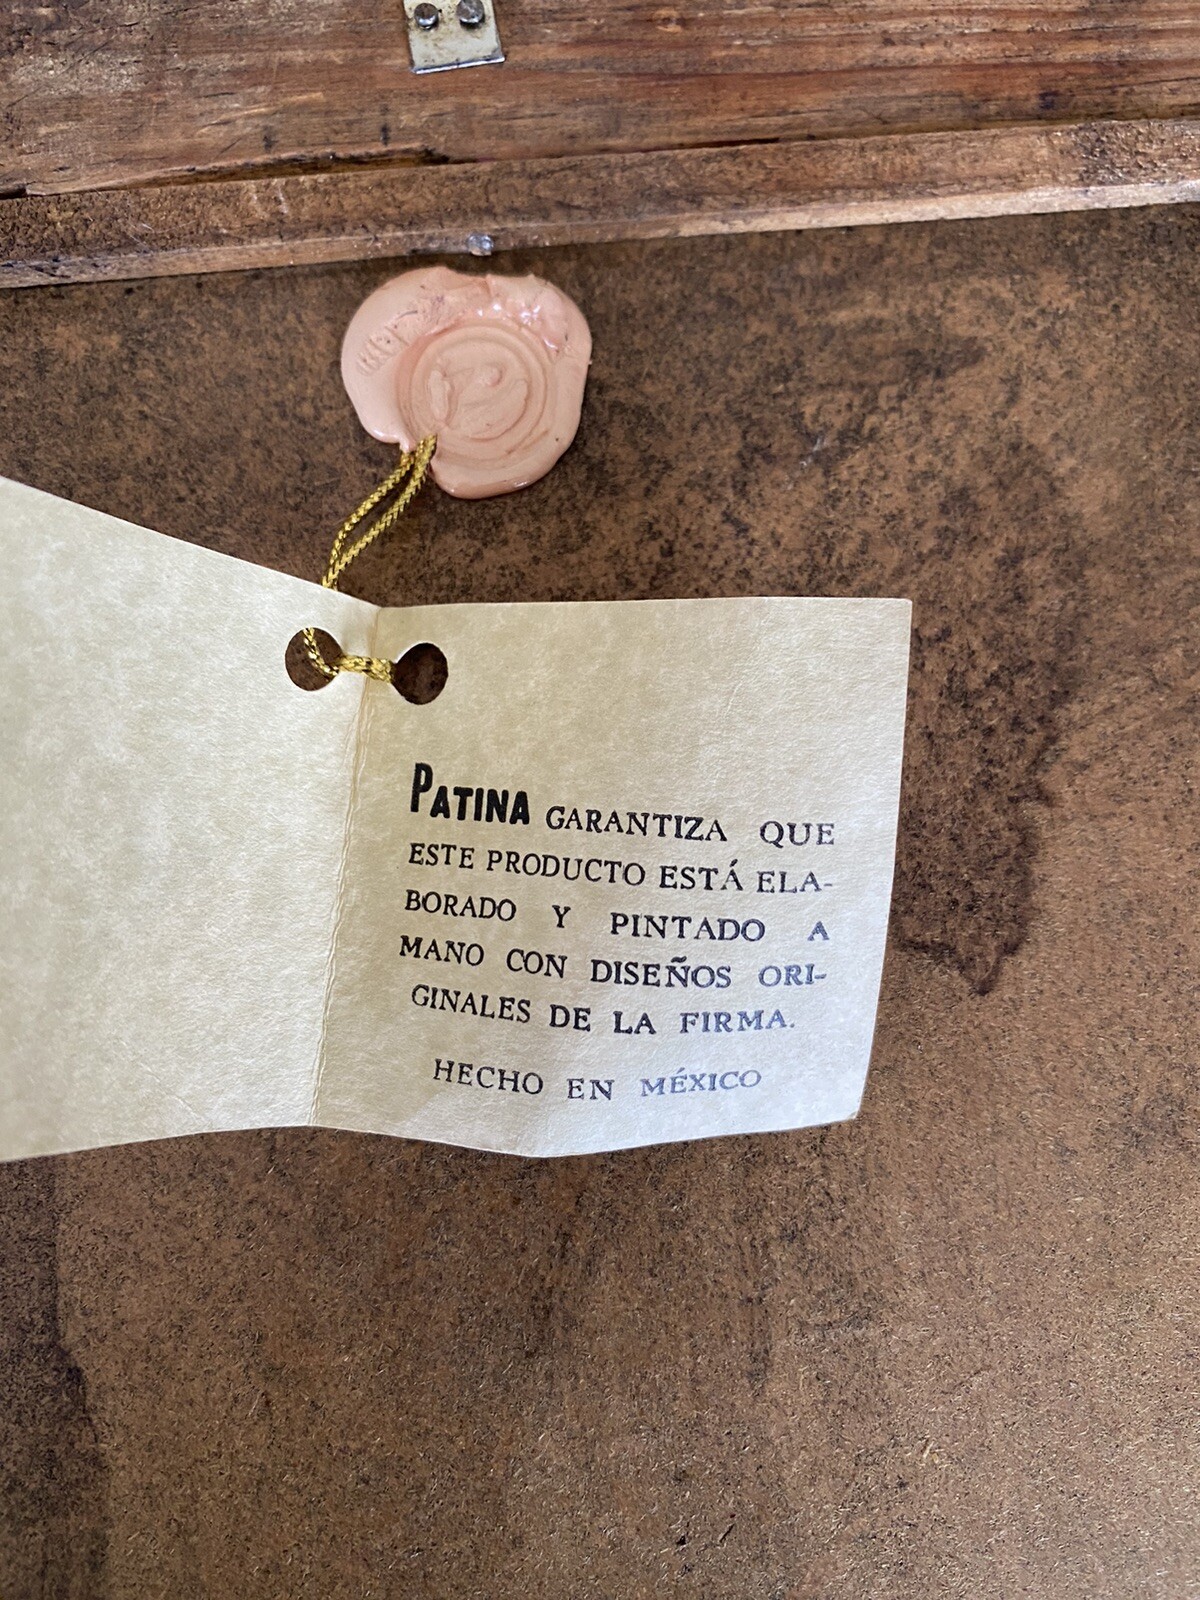 PATINA GARANTIZA QUE
ESTE PRODUCTO ESTÁ ELA-
BORADO Y PINTADO A
MANO CON DISEÑOS ORI-
GINALES DE LA FIRMA.
HECHO EN MÉXICO